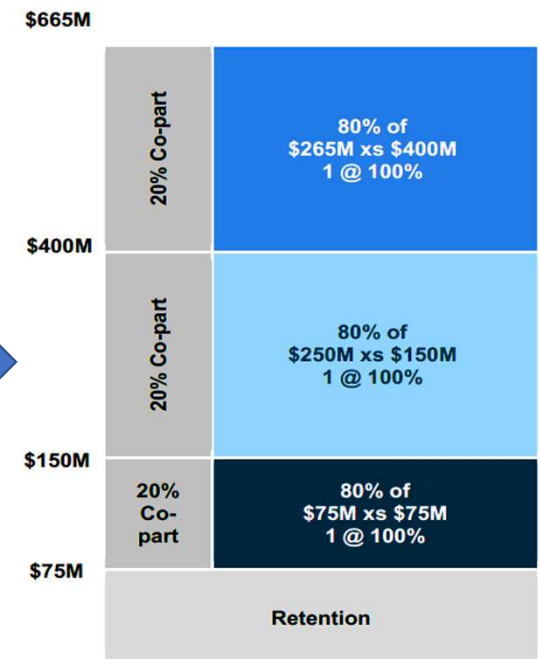 $665M
20% Co-part
80% of
$265M xs $400M
1 @ 100%
$400M
20% Co-part
80% of
$250M xs $150M
1 @ 100%
$150M
20%
Co-
part
80% of
$75M xs $75M
1 @ 100%
$75M
Retention